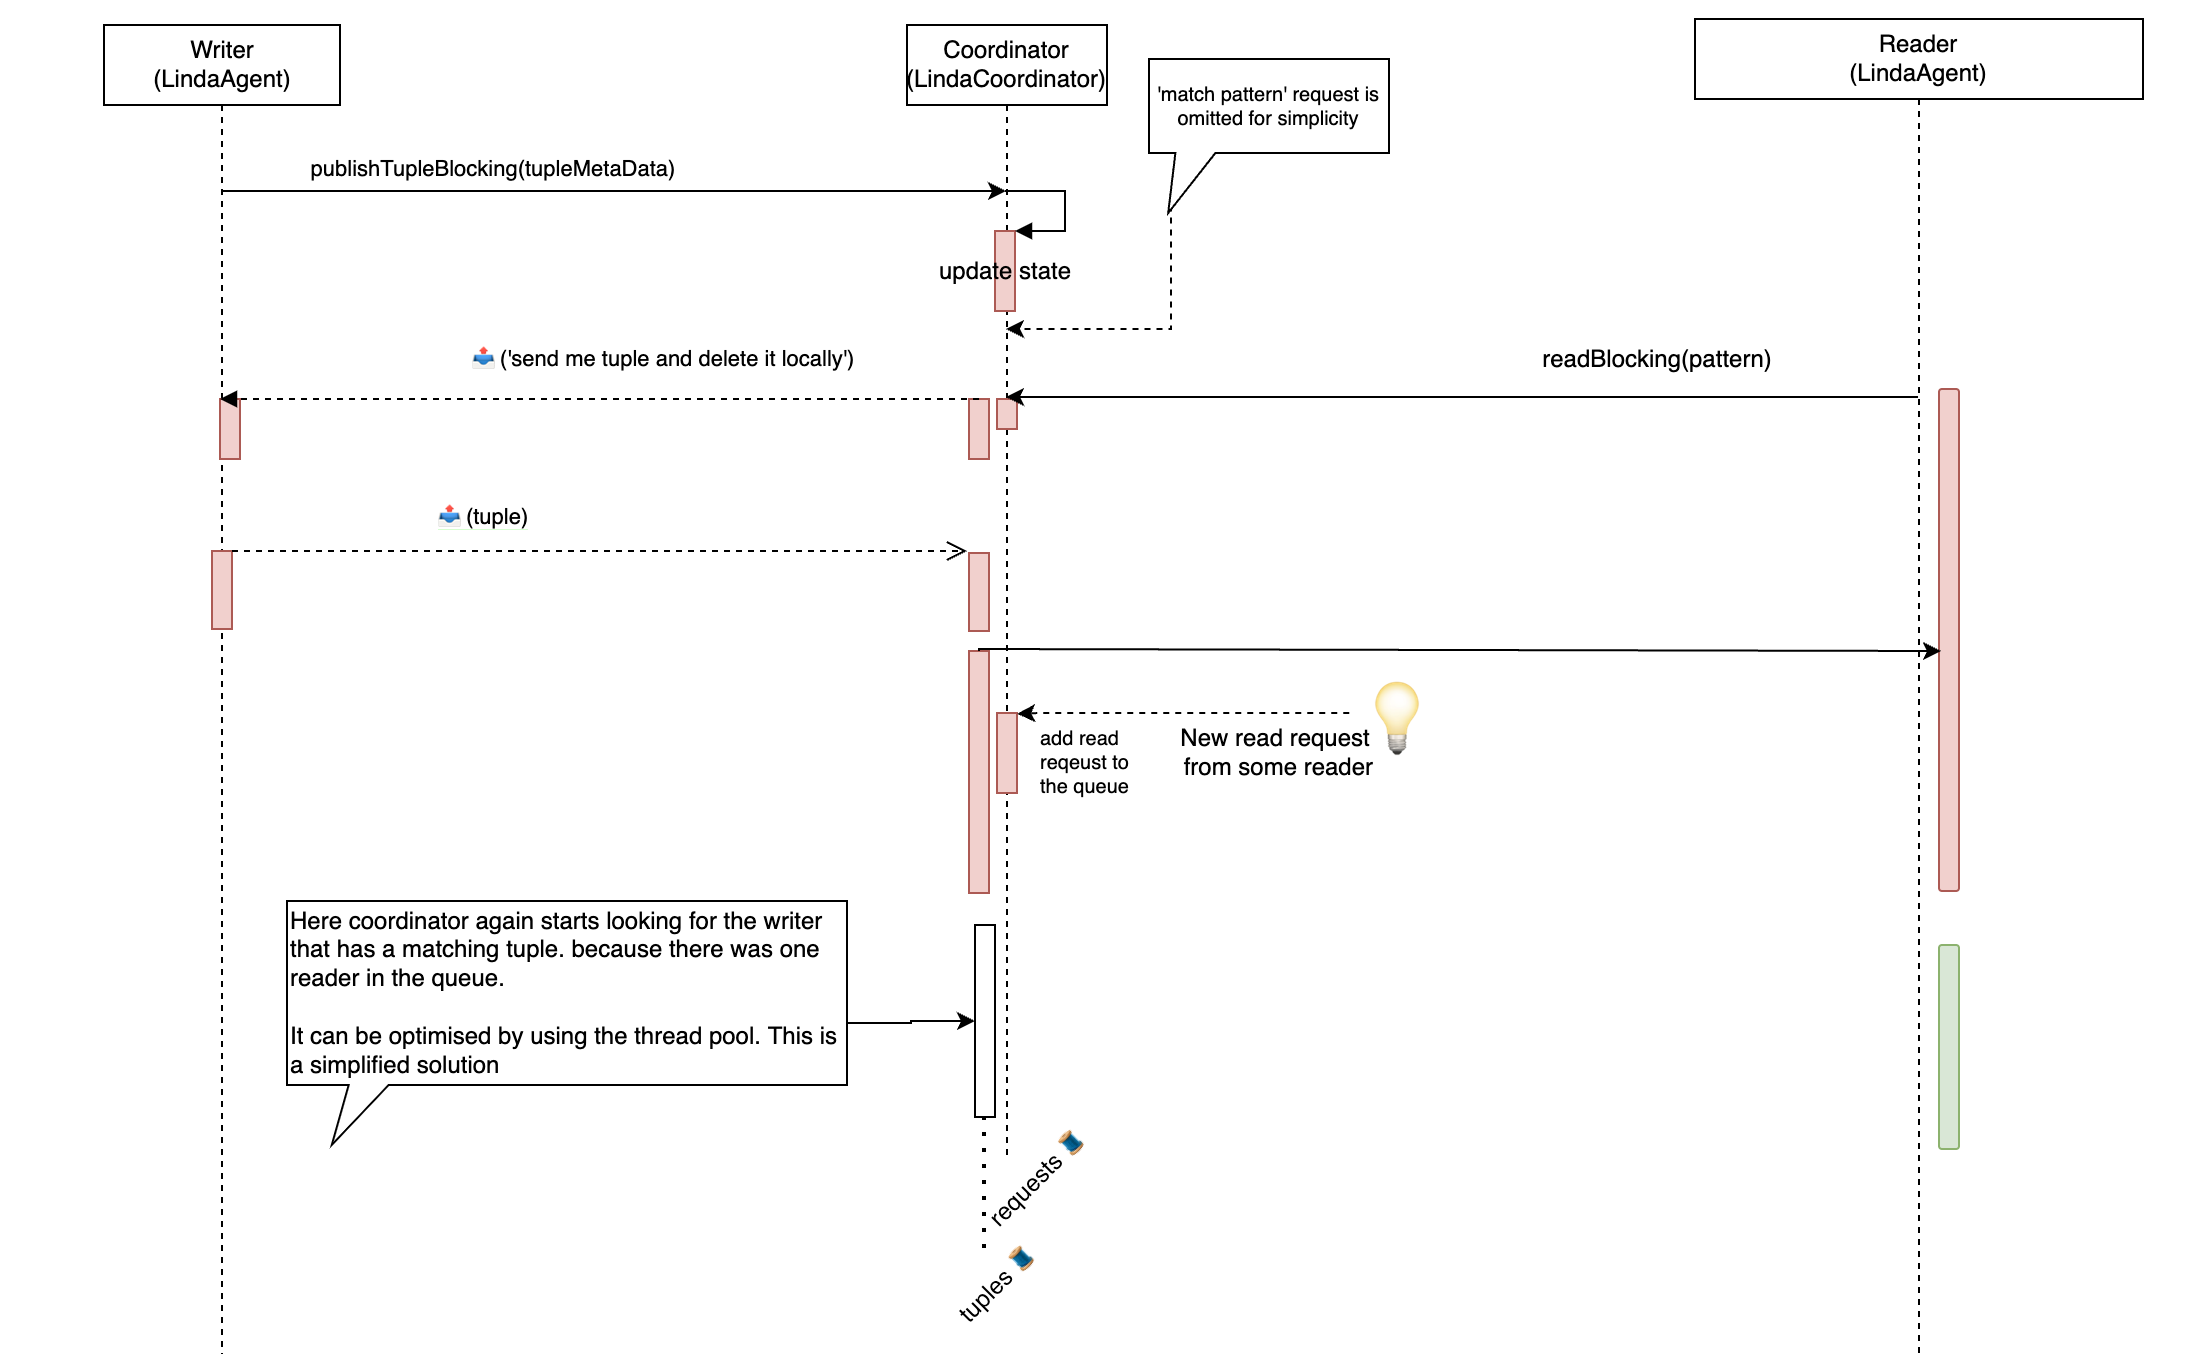 Writer
(LindaAgent)
Coordinator
(LindaCoordinator)
Reader
(LindaAgent)
'match pattern' request is
omitted for simplicity
publishTupleBlocking(tupleMetaData)
update state
('send me tuple and delete it locally')
readBlocking(pattern)
(tuple)
add read
reqeust to
the queue
New read request
from some reader
Here coordinator again starts looking for the writer
that has a matching tuple. because there was one
reader in the queue.
It can be optimised by using the thread pool. This is
a simplified solution
requests
tuples